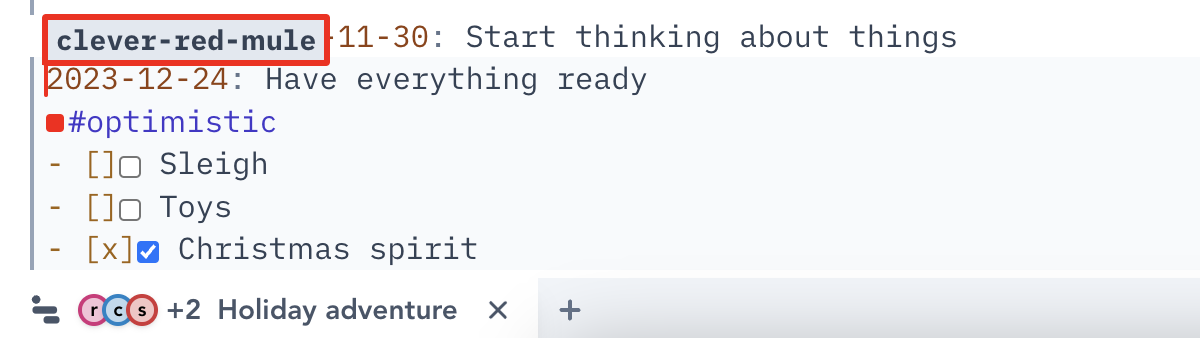 clever-red-mule -11-30: Start thinking about things
2023-12-24: Have everything ready
#optimistic
- [] Sleigh
- [] Toys
- [x] Christmas spirit
r c s +2 Holiday adventure × +